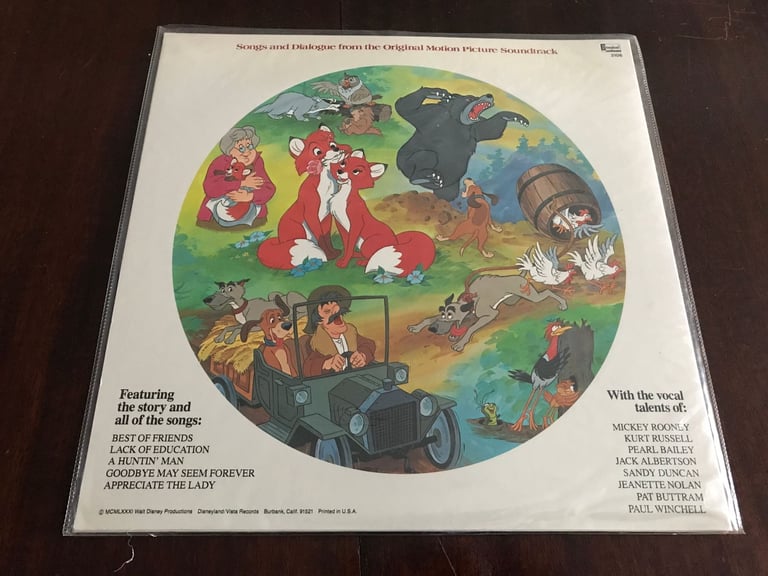 Songs and Dialogue from the Original Motion Picture Soundtrack
3106
Featuring
the story and
all of the songs:
BEST OF FRIENDS
LACK OF EDUCATION
A HUNTIN' MAN
GOODBYE MAY SEEM FOREVER
APPRECIATE THE LADY
With the vocal
talents of:
MICKEY ROONEY
KURT RUSSELL
PEARL BAILEY
JACK ALBERTSON
SANDY DUNCAN
JEANETTE NOLAN
PAT BUTTRAM
PAUL WINCHELL
© MCMLXXXI Walt Disney Productions Disneyland/Vista Records Burbank, Calif. 91521 Printed in U.S.A.